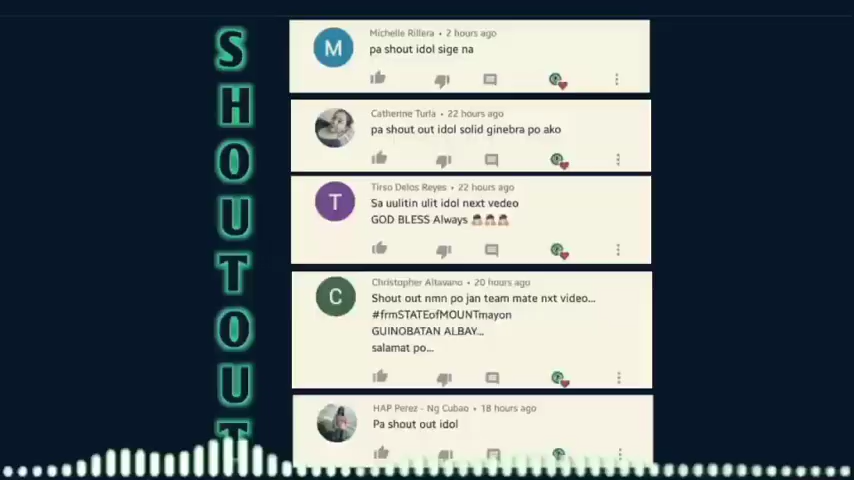 SHOUTOUT
M
Michelle Rillera • 2 hours ago
pa shout idol sige na
Catherine Turla • 22 hours ago
pa shout out idol solid ginebra po ako
T
Tirso Delos Reyes • 22 hours ago
Sa uulitin ulit idol next vedeo
GOD BLESS Always 🙏🏻🙏🏼🙏🏽
C
Christopher Altavano • 20 hours ago
Shout out nmn po jan team mate nxt video...
#frmSTATEofMOUNTmayon
GUINOBATAN ALBAY...
salamat po...
HAP Perez - Ng Cubao • 18 hours ago
Pa shout out idol